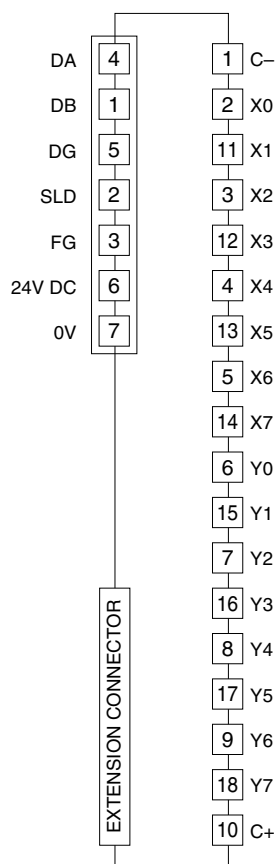 DA 4
DB 1
DG 5
SLD 2
FG 3
24V DC 6
0V 7
EXTENSION CONNECTOR
1 C–
2 X0
11 X1
3 X2
12 X3
4 X4
13 X5
5 X6
14 X7
6 Y0
15 Y1
7 Y2
16 Y3
8 Y4
17 Y5
9 Y6
18 Y7
10 C+